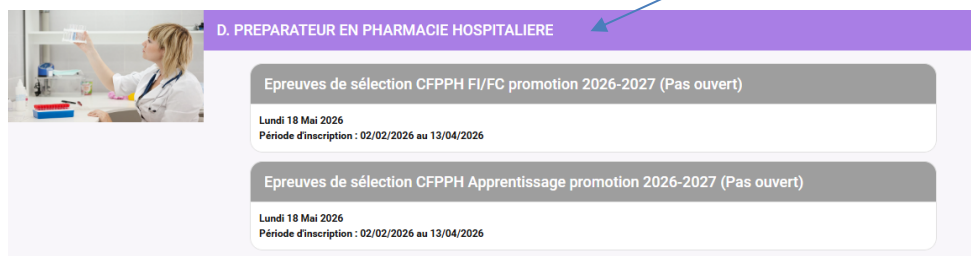 D. PREPARATEUR EN PHARMACIE HOSPITALIERE
Epreuves de sélection CFPPH FI/FC promotion 2026-2027 (Pas ouvert)
Lundi 18 Mai 2026
Période d'inscription : 02/02/2026 au 13/04/2026
Epreuves de sélection CFPPH Apprentissage promotion 2026-2027 (Pas ouvert)
Lundi 18 Mai 2026
Période d'inscription : 02/02/2026 au 13/04/2026